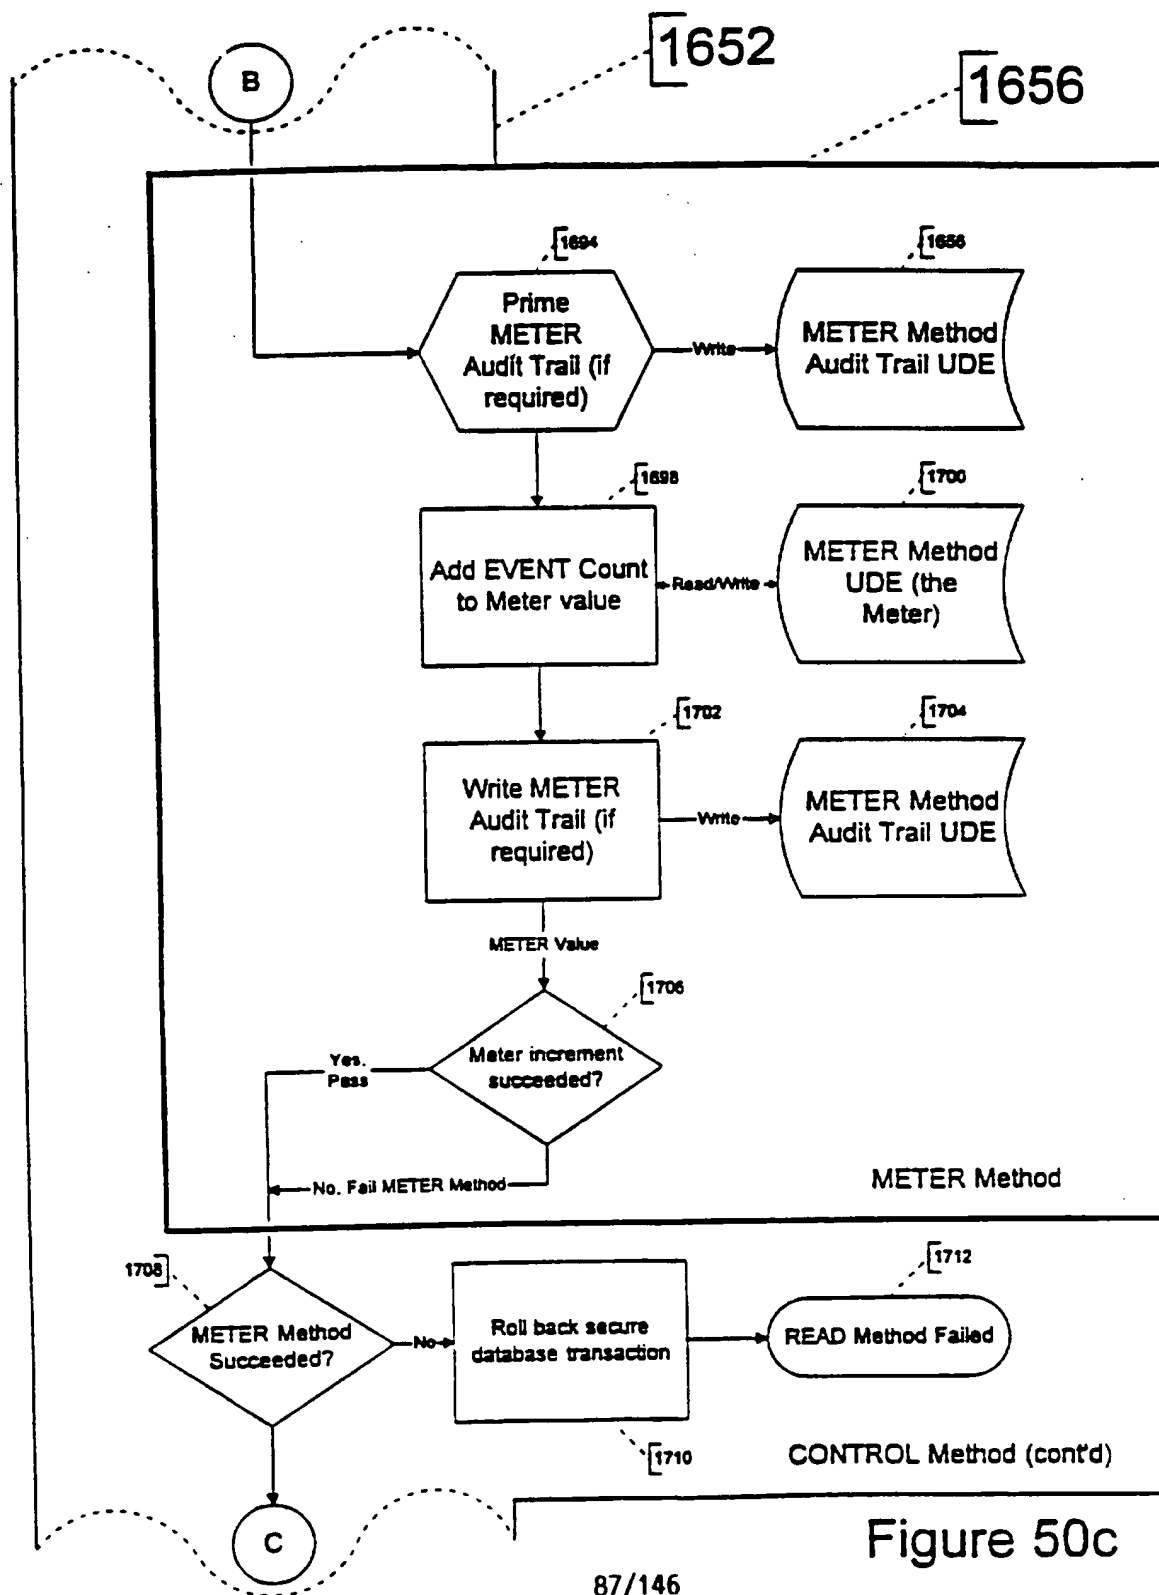 1652
1656
B
1694
Prime
METER
Audit Trail (if
required)
Write
1656
METER Method
Audit Trail UDE
1698
Add EVENT Count
to Meter value
Read/Write
1700
METER Method
UDE (the
Meter)
1702
Write METER
Audit Trail (if
required)
Write
1704
METER Method
Audit Trail UDE
METER Value
1706
Meter increment
succeeded?
Yes.
Pass
No. Fail METER Method
METER Method
1708
METER Method
Succeeded?
No
Roll back secure
database transaction
1710
1712
READ Method Failed
CONTROL Method (cont'd)
C
Figure 50c
87/146